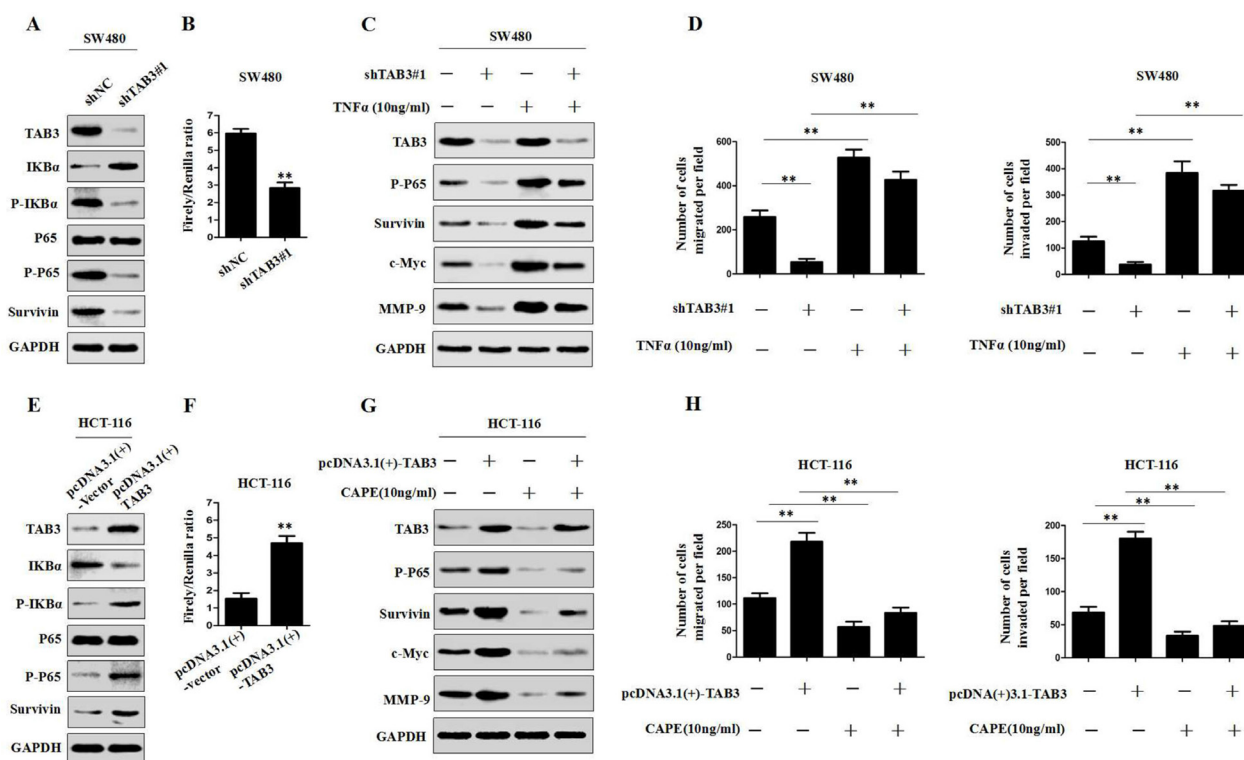 A
SW480
shNC
shTAB3#1
TAB3
IKBα
P-IKBα
P65
P-P65
Survivin
GAPDH
B
SW480
Firely/Renilla ratio
7
6
5
4
3
2
1
0
**
shNC
shTAB3#1
C
SW480
shTAB3#1 — + — +
TNFα (10ng/ml) — — + +
TAB3
P-P65
Survivin
c-Myc
MMP-9
GAPDH
D
SW480
Number of cells
migrated per field
600
400
200
0
**
**
**
shTAB3#1 — + — +
TNFα (10ng/ml) — — + +
SW480
Number of cells
invaded per field
500
400
300
200
100
0
**
**
**
shTAB3#1 — + — +
TNFα (10ng/ml) — — + +
E
HCT-116
pcDNA3.1(+)
-Vector
pcDNA3.1(+)
TAB3
TAB3
IKBα
P-IKBα
P65
P-P65
Survivin
GAPDH
F
HCT-116
Firely/Renilla ratio
7
6
5
4
3
2
1
0
**
pcDNA3.1(+)
-vector
pcDNA3.1(+)
-TAB3
G
HCT-116
pcDNA3.1(+)-TAB3 — + — +
CAPE(10ng/ml) — — + +
TAB3
P-P65
Survivin
c-Myc
MMP-9
GAPDH
H
HCT-116
Number of cells
migrated per field
250
200
150
100
50
0
**
**
**
pcDNA3.1(+)-TAB3 — + — +
CAPE(10ng/ml) — — + +
HCT-116
Number of cells
invaded per field
200
150
100
50
0
**
**
**
pcDNA(+)3.1-TAB3 — + — +
CAPE(10ng/ml) — — + +